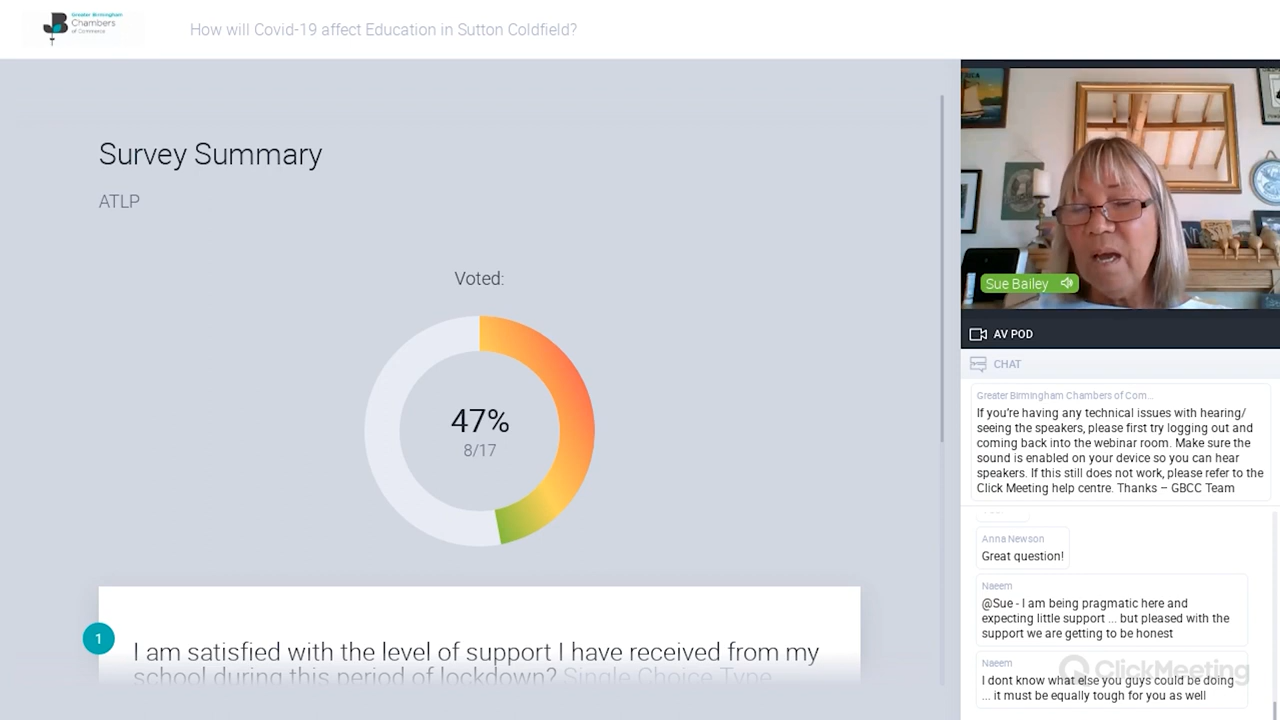 Greater Birmingham
Chambers
of Commerce
How will Covid-19 affect Education in Sutton Coldfield?
Survey Summary
ATLP
Voted:
47%
8/17
1
I am satisfied with the level of support I have received from my
school during this period of lockdown? Single Choice Type
Sue Bailey
AV POD
CHAT
Greater Birmingham Chambers of Com...
If you're having any technical issues with hearing/
seeing the speakers, please first try logging out and
coming back into the webinar room. Make sure the
sound is enabled on your device so you can hear
speakers. If this still does not work, please refer to the
Click Meeting help centre. Thanks – GBCC Team
Anna Newson
Great question!
Naeem
@Sue - I am being pragmatic here and
expecting little support ... but pleased with the
support we are getting to be honest
Naeem
I dont know what else you guys could be doing
... it must be equally tough for you as well
ClickMeeting